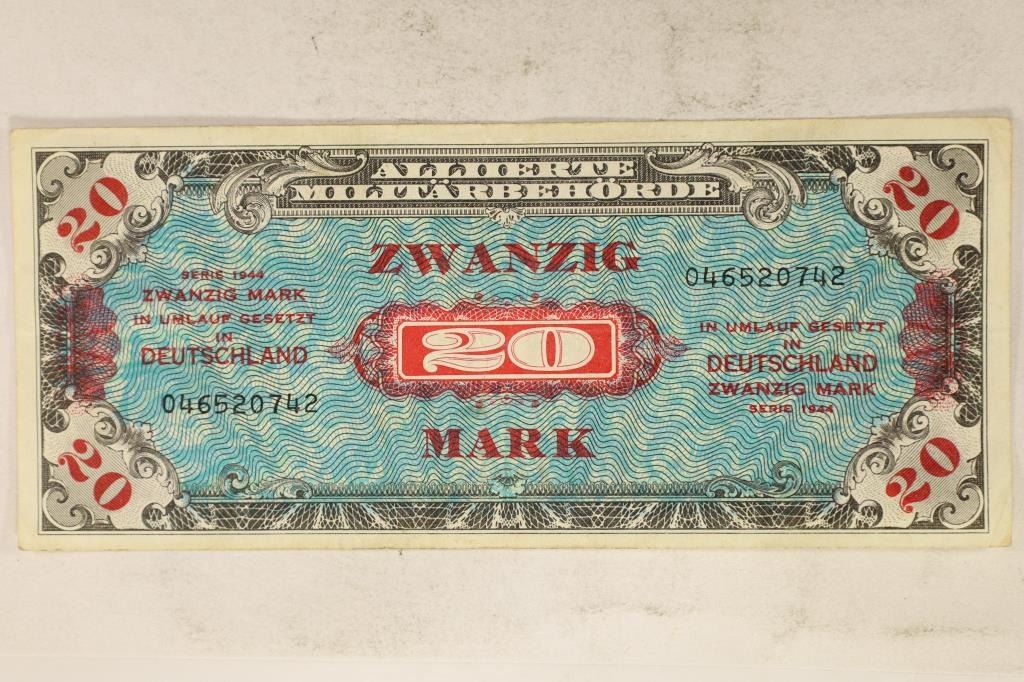 ALLIIERTE
MILITÄRBEHÖRDE
20
20
ZWANZIG
SERIE 1944
ZWANZIG MARK
IN UMLAUF GESETZT
IN
DEUTSCHLAND
046520742
20
MARK
046520742
IN UMLAUF GESETZT
IN
DEUTSCHLAND
ZWANZIG MARK
SERIE 1944
20
20